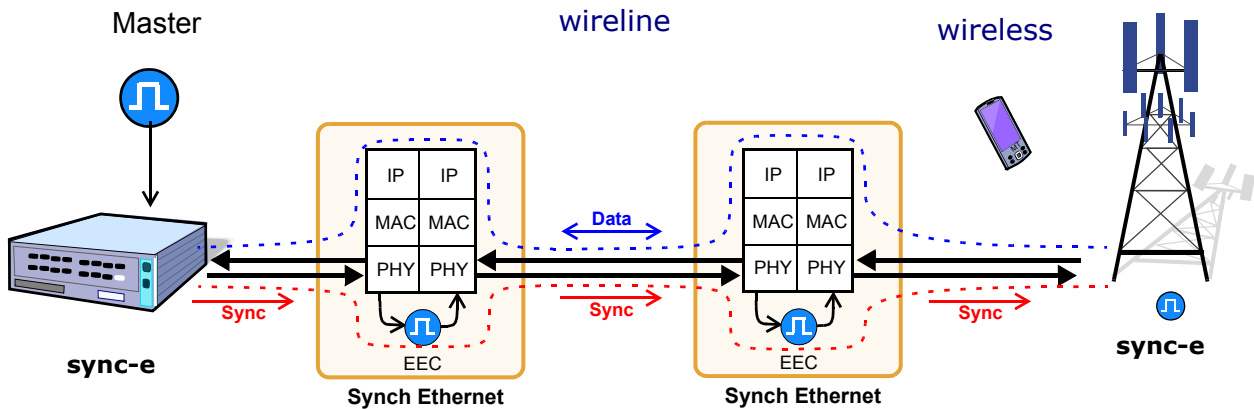 Master
wireline
wireless
MT
IP IP
MAC MAC
PHY PHY
EEC
Synch Ethernet
Data
IP IP
MAC MAC
PHY PHY
EEC
Synch Ethernet
Sync
Sync
Sync
sync-e
sync-e